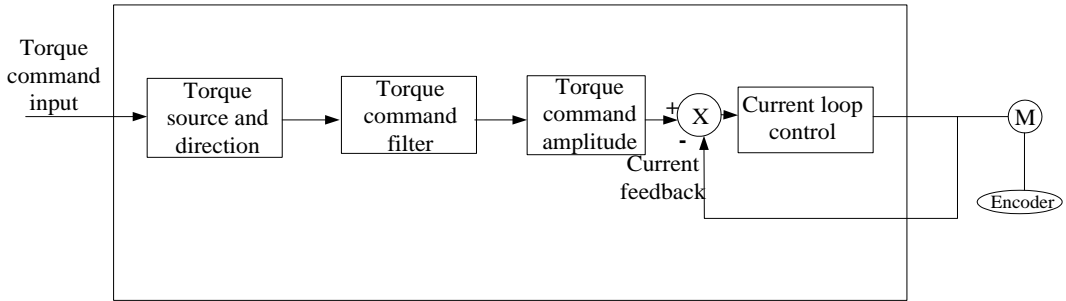 Torque
command
input
Torque
source and
direction
Torque
command
filter
Torque
command
amplitude
+
X
-
Current
feedback
Current loop
control
M
Encoder